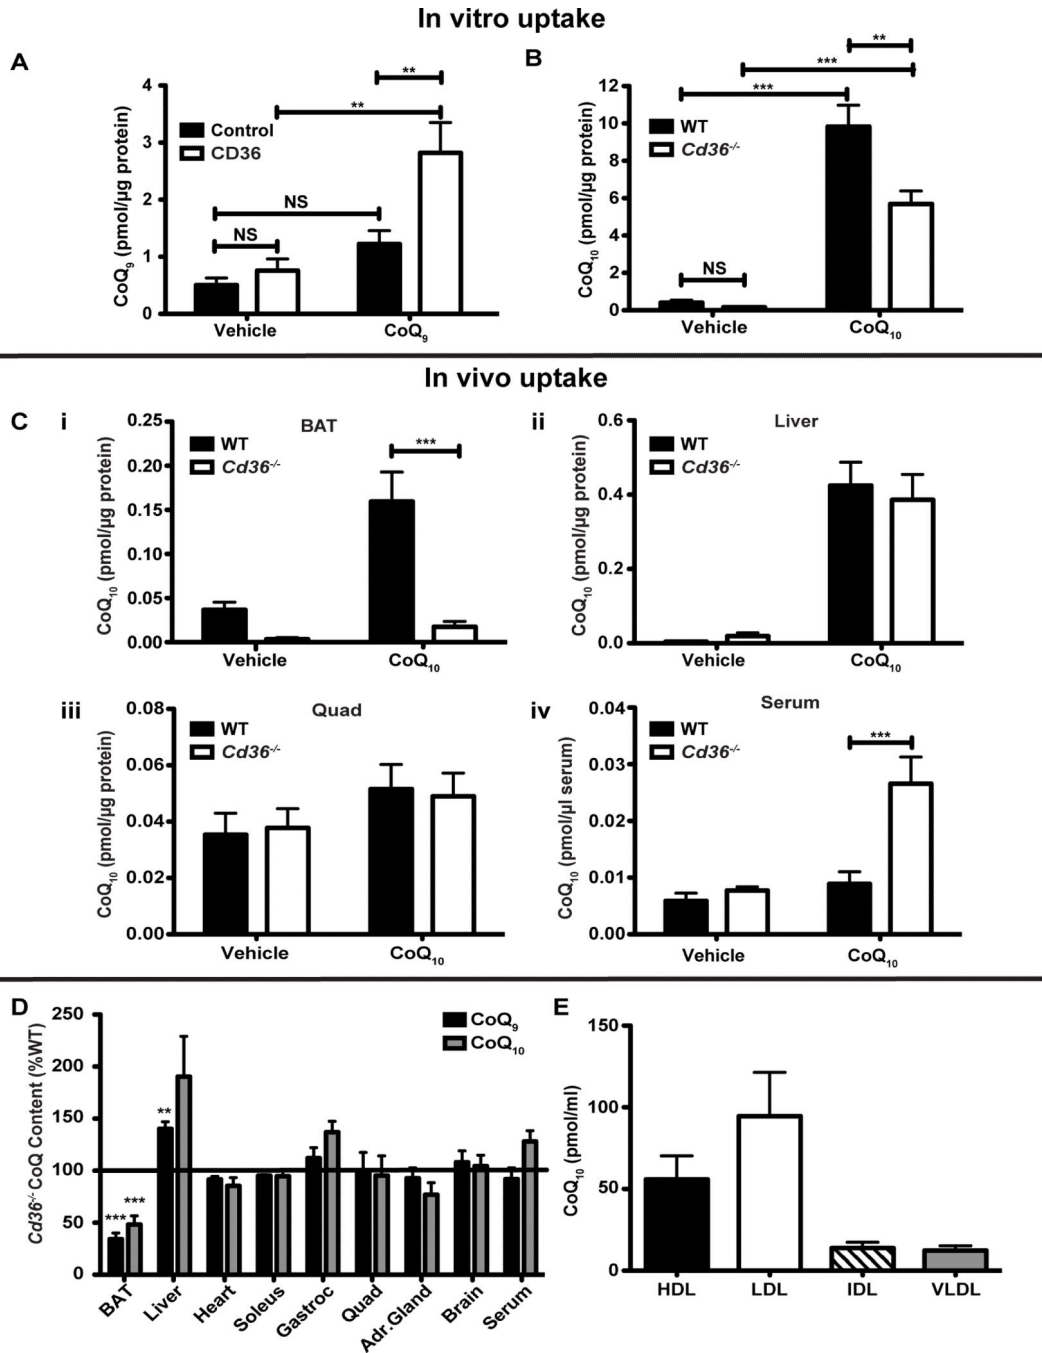 In vitro uptake
A
CoQ9 (pmol/µg protein)
4
3
2
1
0
Control
CD36
NS
NS
**
**
Vehicle
CoQ9
B
CoQ10 (pmol/µg protein)
12
10
8
6
4
2
0
WT
Cd36-/-
NS
***
***
**
Vehicle
CoQ10
In vivo uptake
C
i
BAT
CoQ10 (pmol/µg protein)
0.25
0.20
0.15
0.10
0.05
0.00
WT
Cd36-/-
***
Vehicle
CoQ10
ii
Liver
CoQ10 (pmol/µg protein)
0.6
0.4
0.2
0.0
WT
Cd36-/-
Vehicle
CoQ10
iii
Quad
CoQ10 (pmol/µg protein)
0.08
0.06
0.04
0.02
0.00
WT
Cd36-/-
Vehicle
CoQ10
iv
Serum
CoQ10 (pmol/µl serum)
0.04
0.03
0.02
0.01
0.00
WT
Cd36-/-
***
Vehicle
CoQ10
D
Cd36-/- CoQ Content (%WT)
250
200
150
100
50
0
CoQ9
CoQ10
***
***
**
BAT
Liver
Heart
Soleus
Gastroc
Quad
Adr.Gland
Brain
Serum
E
CoQ10 (pmol/ml)
150
100
50
0
HDL
LDL
IDL
VLDL